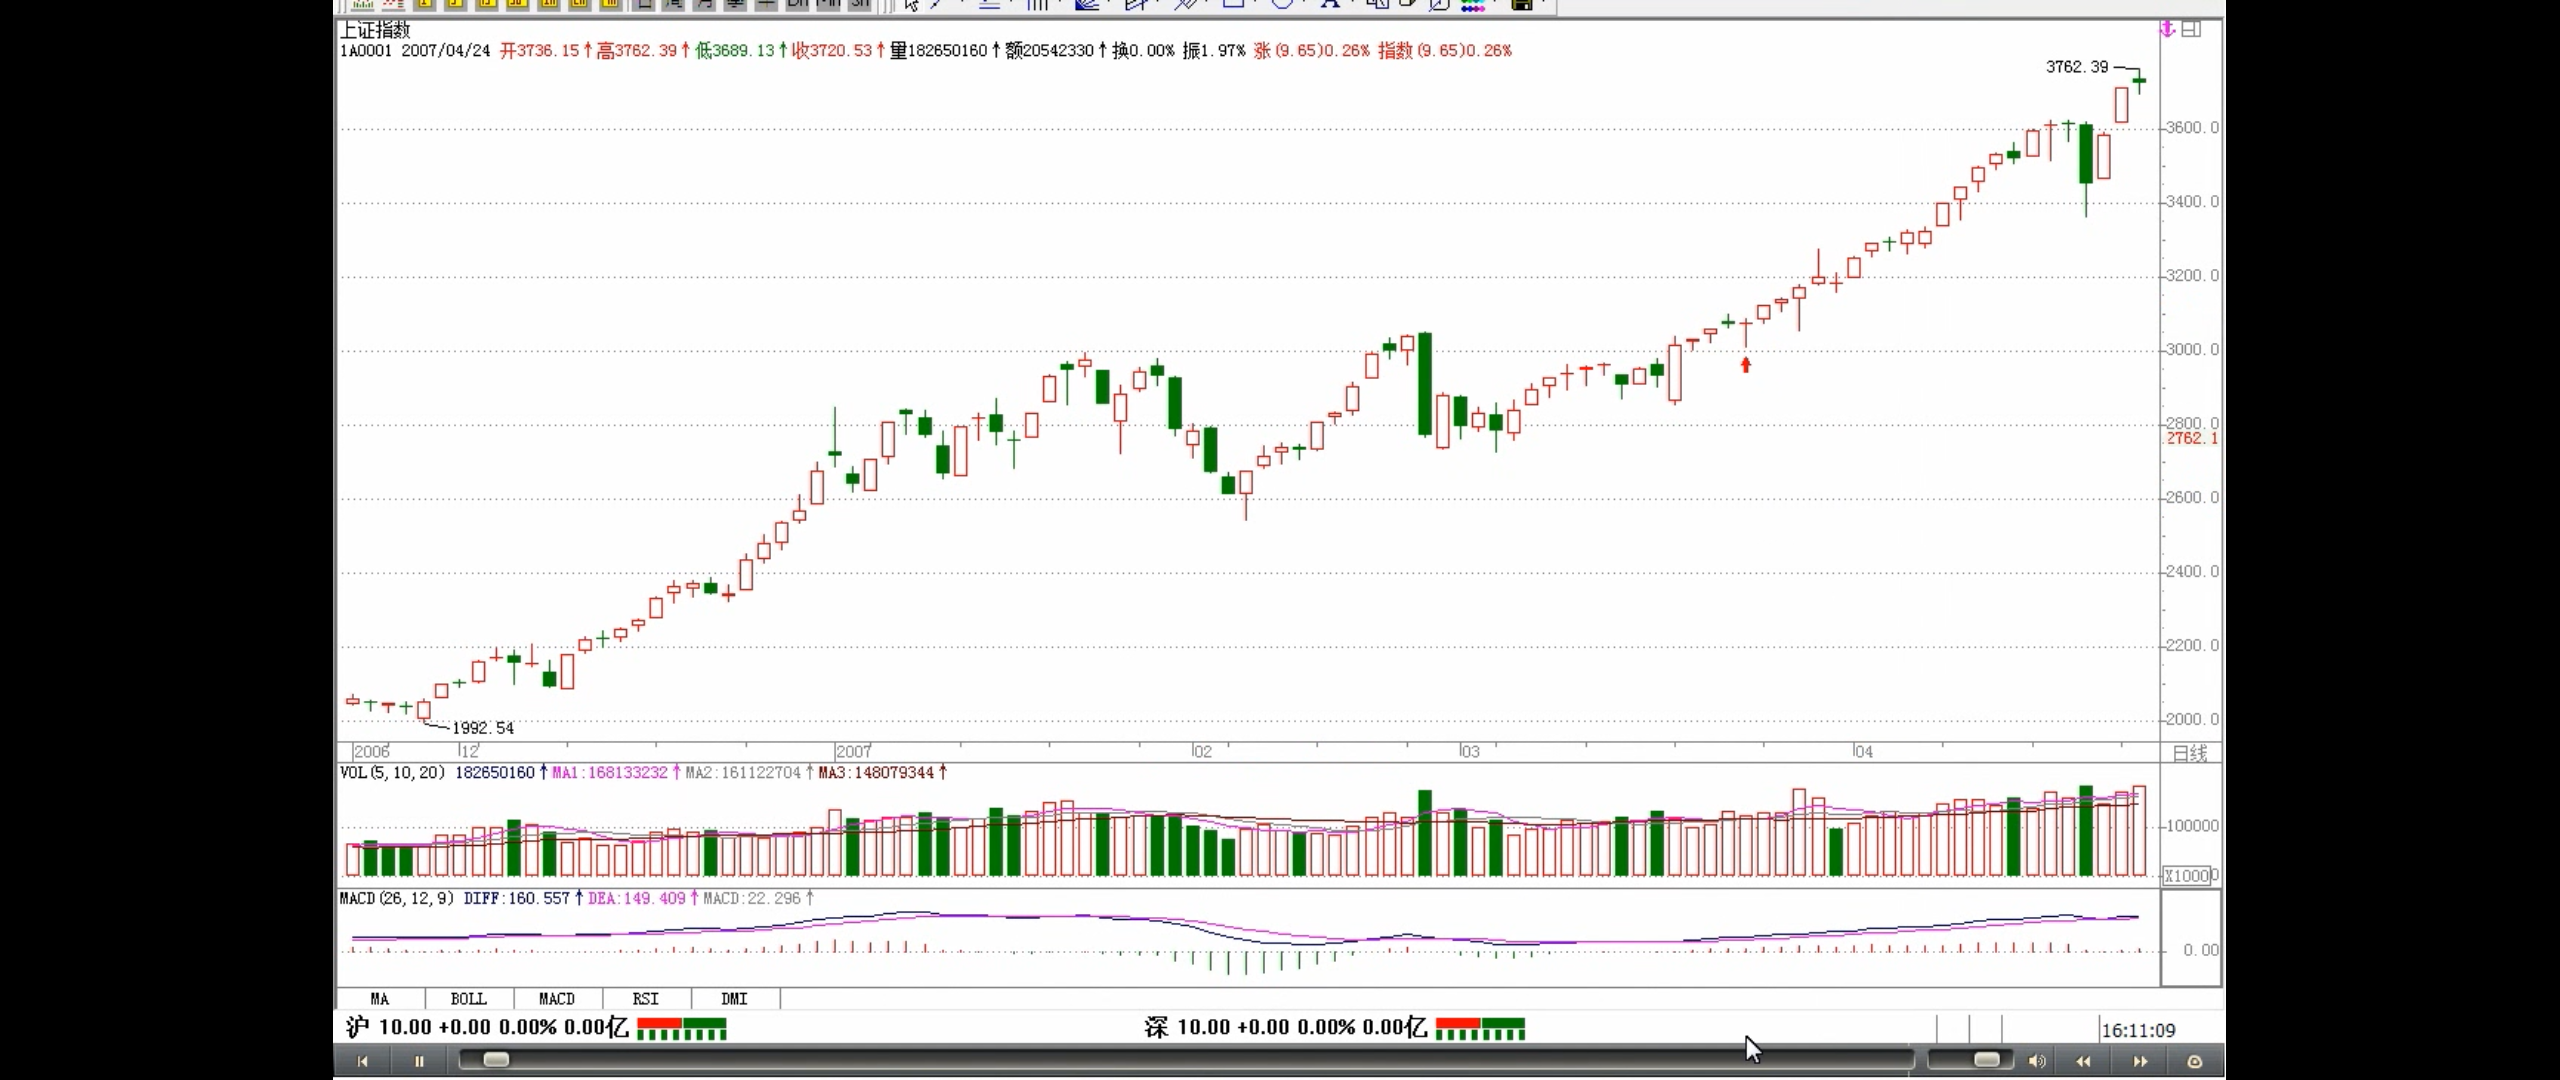 上证指数
1A0001 2007/04/24 开3736.15↑高3762.39↑低3689.13↑收3720.53↑量182650160↑额20542330↑换0.00% 振1.97% 涨(9.65)0.26% 指数(9.65)0.26%
3762.39
3600.0
3400.0
3200.0
3000.0
2800.0
2762.1
2600.0
2400.0
2200.0
2000.0
1992.54
2006 12 2007 02 03 04 日线
VOL(5,10,20) 182650160↑MA1:168133232↑MA2:161122704↑MA3:148079344↑
100000
X10000
MACD(26,12,9) DIFF:160.557↑DEA:149.409↑MACD:22.296↑
0.00
MA BOLL MACD RSI DMI
沪 10.00 +0.00 0.00% 0.00亿 深 10.00 +0.00 0.00% 0.00亿 16:11:09